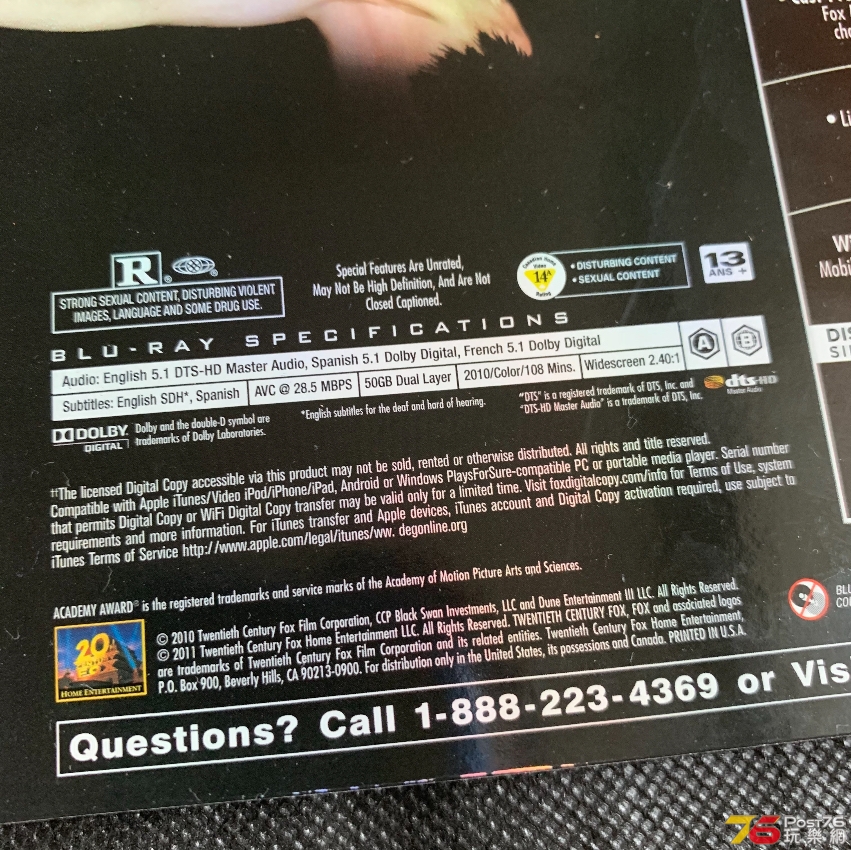 Fox
• Li
Mobi
DIS
R
STRONG SEXUAL CONTENT, DISTURBING VIOLENT
IMAGES, LANGUAGE AND SOME DRUG USE.
Special Features Are Unrated,
May Not Be High Definition, And Are Not
Closed Captioned.
Canadian Home
Video
14A
Rating
• DISTURBING CONTENT
• SEXUAL CONTENT
13
ANS +
BLU-RAY SPECIFICATIONS
Audio: English 5.1 DTS-HD Master Audio, Spanish 5.1 Dolby Digital, French 5.1 Dolby Digital
Subtitles: English SDH*, Spanish AVC @ 28.5 MBPS 50GB Dual Layer 2010/Color/108 Mins. Widescreen 2.40:1
A B
DOLBY
DIGITAL
Dolby and the double-D symbol are
trademarks of Dolby Laboratories.
*English subtitles for the deaf and hard of hearing.
"DTS" is a registered trademark of DTS, Inc. and
"DTS-HD Master Audio" is a trademark of DTS, Inc.
dts-HD
Master Audio
††The licensed Digital Copy accessible via this product may not be sold, rented or otherwise distributed. All rights and title reserved.
Compatible with Apple iTunes/Video iPod/iPhone/iPad, Android or Windows PlaysForSure-compatible PC or portable media player. Serial number
that permits Digital Copy or WiFi Digital Copy transfer may be valid only for a limited time. Visit foxdigitalcopy.com/info for Terms of Use, system
requirements and more information. For iTunes transfer and Apple devices, iTunes account and Digital Copy activation required, use subject to
iTunes Terms of Service http://www.apple.com/legal/itunes/ww. degonline.org
ACADEMY AWARD® is the registered trademarks and service marks of the Academy of Motion Picture Arts and Sciences.
20th
CENTURY
FOX
HOME ENTERTAINMENT
© 2010 Twentieth Century Fox Film Corporation, CCP Black Swan Investments, LLC and Dune Entertainment III LLC. All Rights Reserved.
© 2011 Twentieth Century Fox Home Entertainment LLC. All Rights Reserved. TWENTIETH CENTURY FOX, FOX and associated logos
are trademarks of Twentieth Century Fox Film Corporation and its related entities. Twentieth Century Fox Home Entertainment,
P.O. Box 900, Beverly Hills, CA 90213-0900. For distribution only in the United States, its possessions and Canada. PRINTED IN U.S.A.
BLU
CO
Questions? Call 1-888-223-4369 or Vis
76 Post76
玩樂網